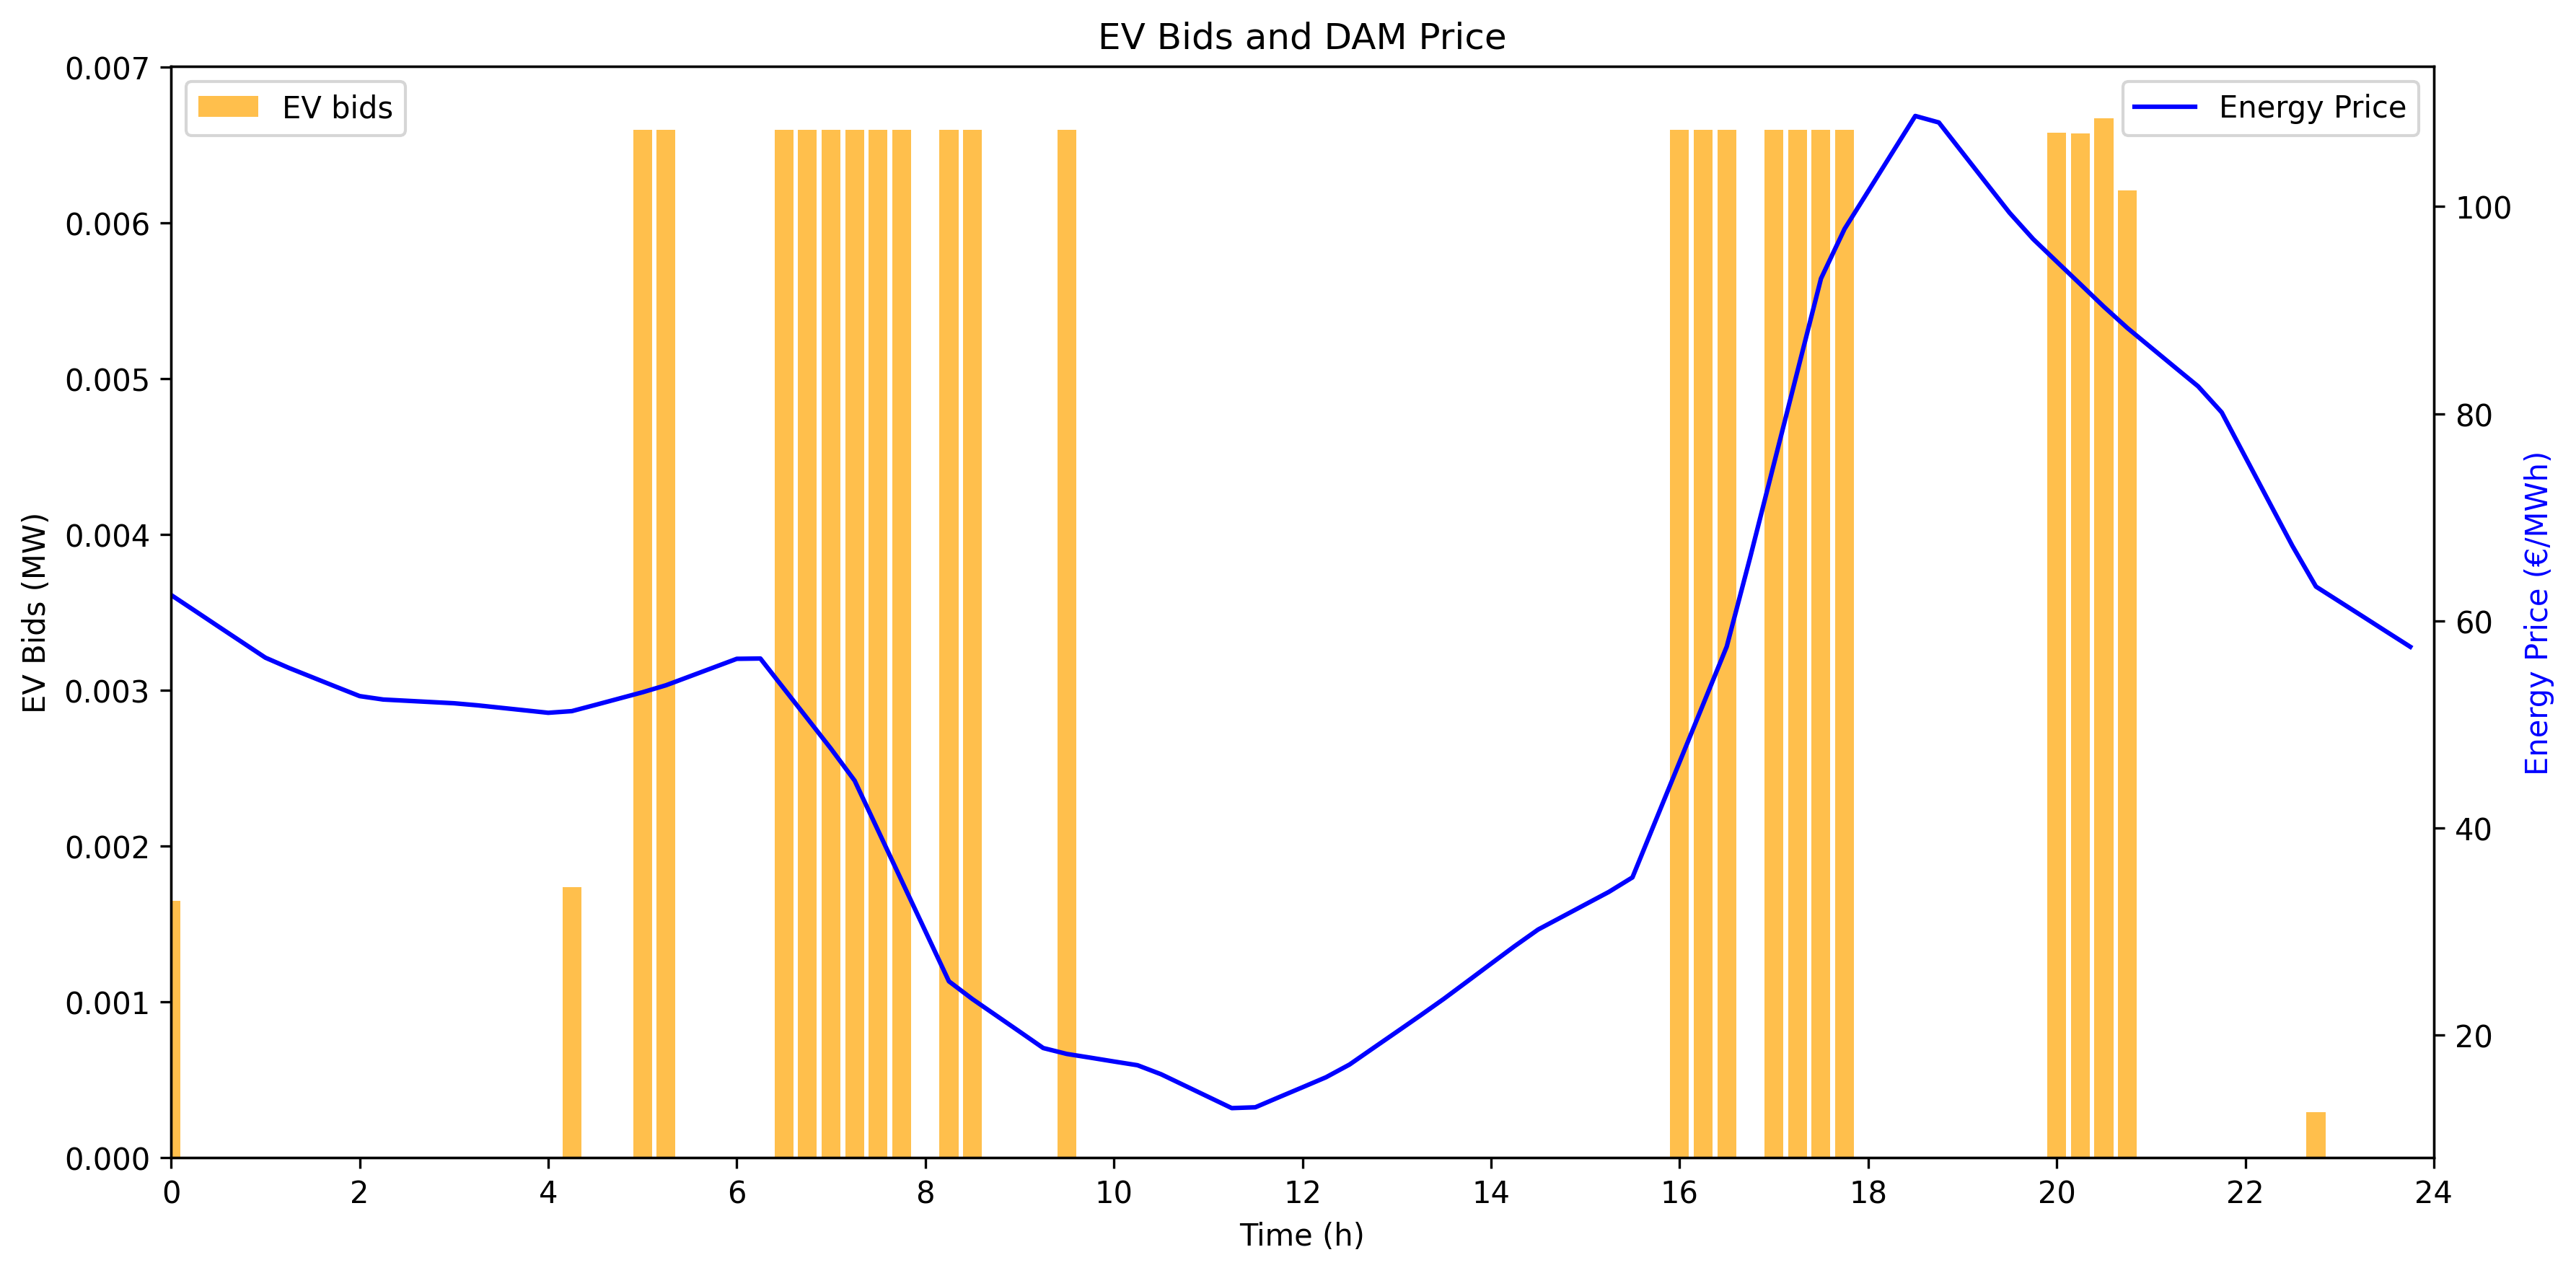 EV Bids and DAM Price
EV bids
Energy Price
EV Bids (MW)
0.007
0.006
0.005
0.004
0.003
0.002
0.001
0.000
100
80
60
40
20
Energy Price (€/MWh)
0 2 4 6 8 10 12 14 16 18 20 22 24
Time (h)